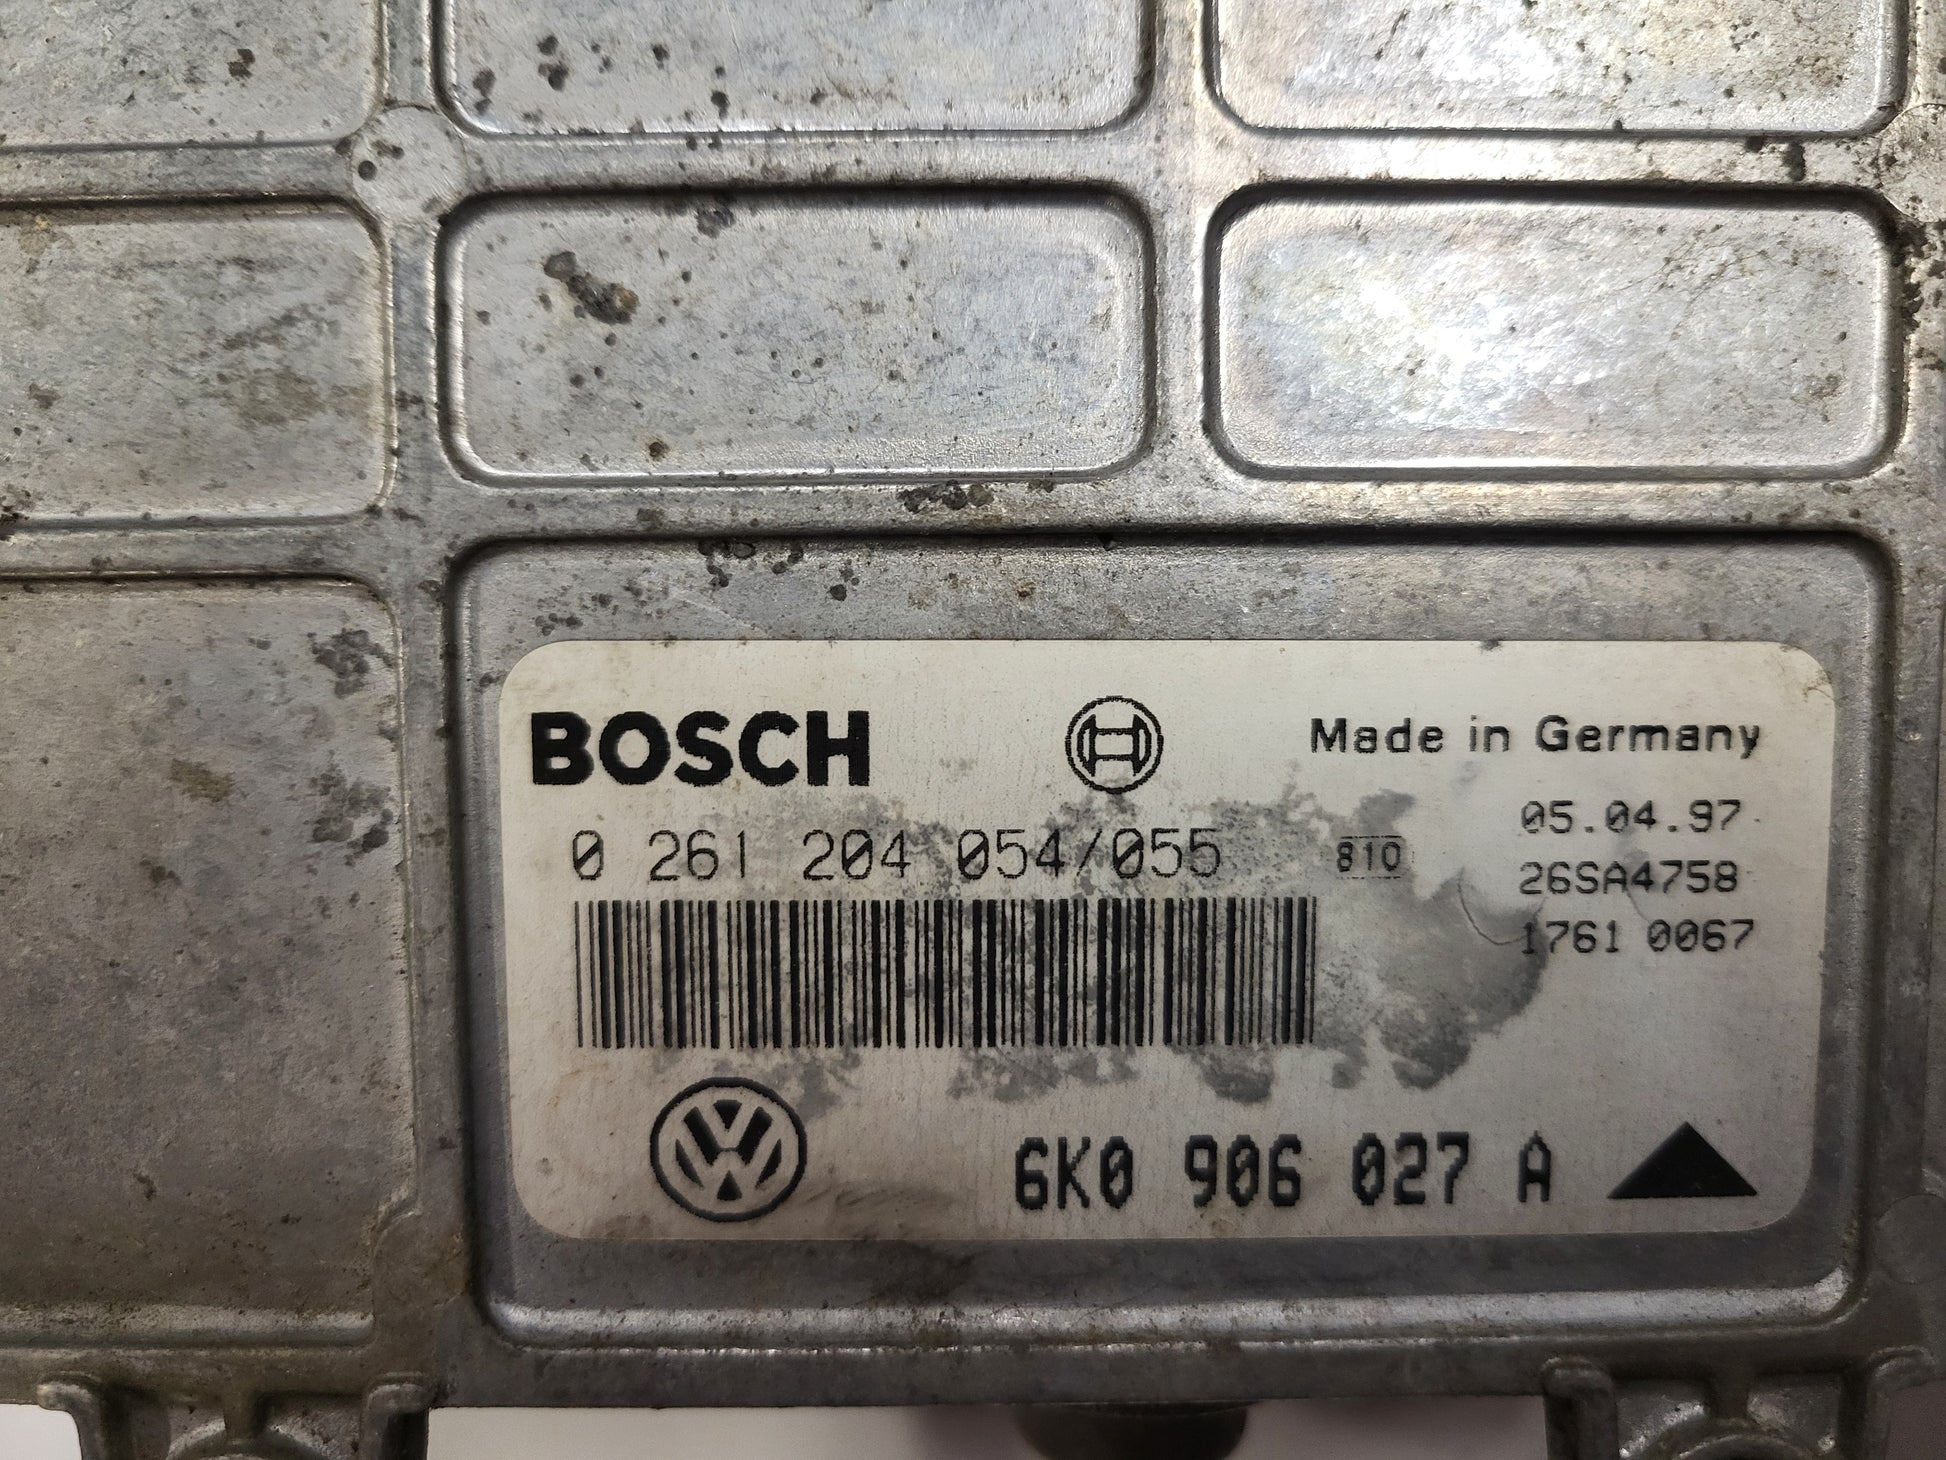 BOSCH
Made in Germany
05.04.97
0 261 204 054/055
810
26SA4758
1761 0067
6K0 906 027 A